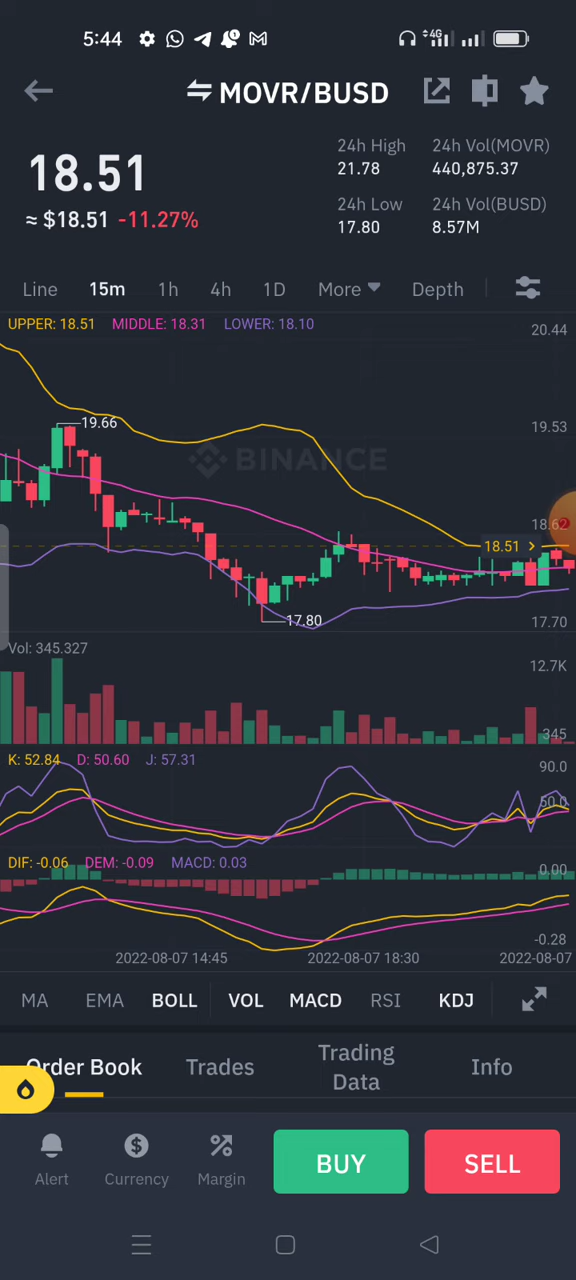 5:44 4G
MOVR/BUSD
18.51
≈ $18.51 -11.27%
24h High 24h Vol(MOVR)
21.78 440,875.37
24h Low 24h Vol(BUSD)
17.80 8.57M
Line 15m 1h 4h 1D More Depth
UPPER: 18.51 MIDDLE: 18.31 LOWER: 18.10
20.44
19.66
19.53
BINANCE
18.62
18.51
17.80
17.70
Vol: 345.327
12.7K
345
K: 52.84 D: 50.60 J: 57.31
90.0
50.0
DIF: -0.06 DEM: -0.09 MACD: 0.03
0.00
-0.28
2022-08-07 14:45 2022-08-07 18:30 2022-08-07
MA EMA BOLL VOL MACD RSI KDJ
Order Book Trades Trading Data Info
Alert Currency Margin BUY SELL